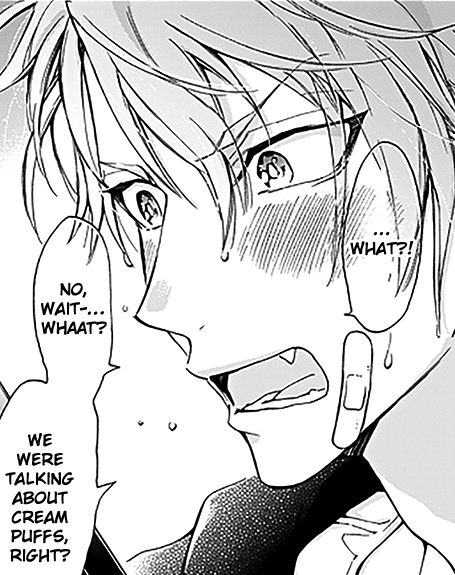 ...
WHAT?!
NO,
WAIT-...
WHAAT?
WE
WERE
TALKING
ABOUT
CREAM
PUFFS,
RIGHT?